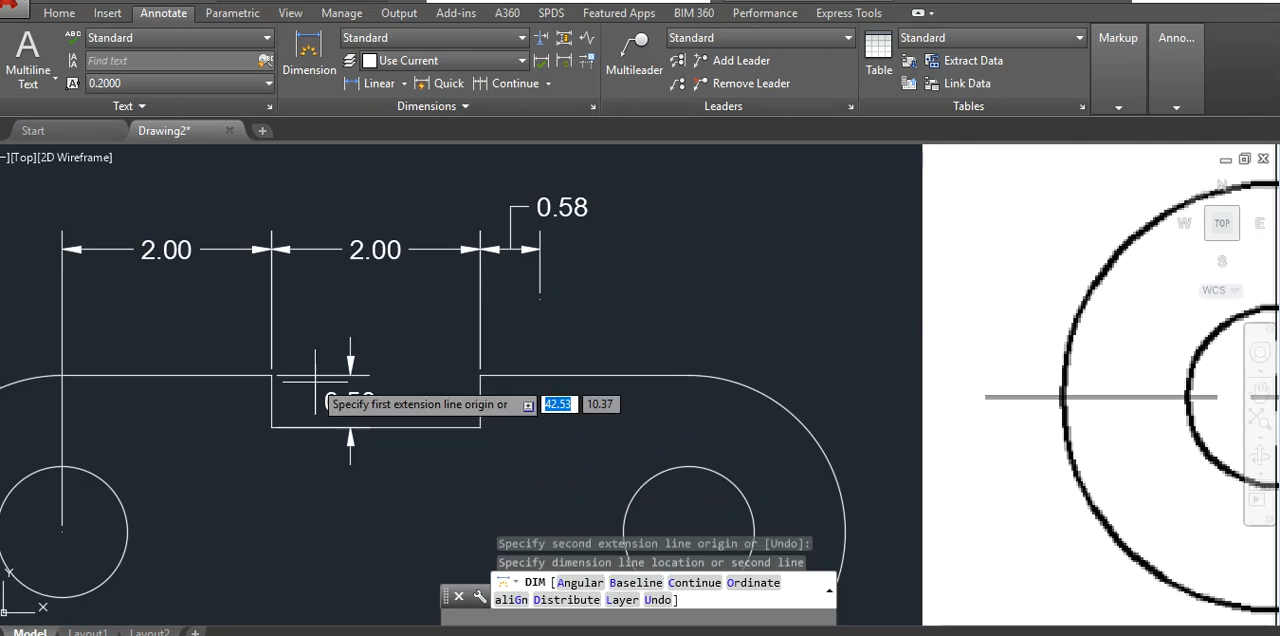 Home Insert Annotate Parametric View Manage Output Add-ins A360 SPDS Featured Apps BIM 360 Performance Express Tools
A Multiline Text
ABC Standard
Find text
0.2000
Text
Dimension
Standard
Use Current
Linear Quick Continue
Dimensions
Multileader
Standard
Add Leader
Remove Leader
Leaders
Table
Standard
Extract Data
Link Data
Tables
Markup
Anno...
Start Drawing2*
−][Top][2D Wireframe]
N
W TOP E
S
WCS
0.58
2.00 2.00
Specify first extension line origin or 42.53 10.37
Specify second extension line origin or [Undo]:
Specify dimension line location or second line
DIM [Angular Baseline Continue Ordinate
aliGn Distribute Layer Undo]
Y
X
Model Layout1 Layout2 +